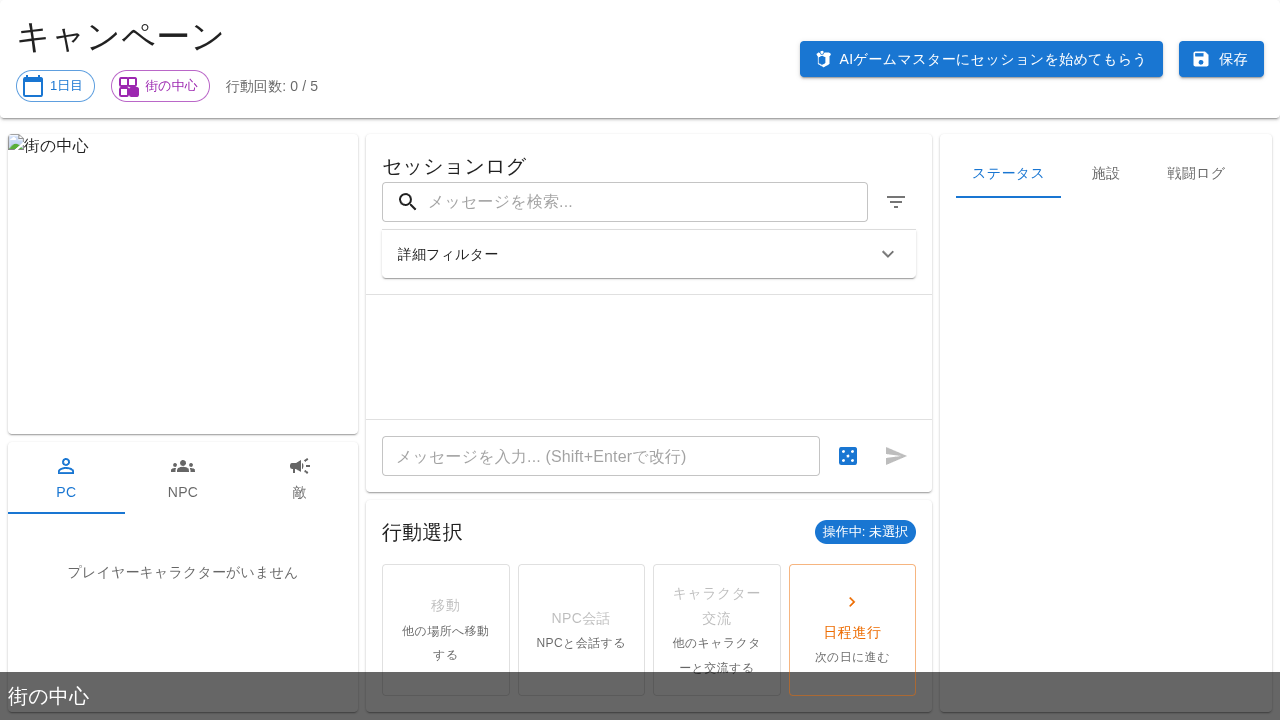 キャンペーン
1日目
街の中心
行動回数: 0 / 5
AIゲームマスターにセッションを始めてもらう
保存
街の中心
セッションログ
メッセージを検索...
詳細フィルター
メッセージを入力... (Shift+Enterで改行)
ステータス
施設
戦闘ログ
PC
NPC
敵
プレイヤーキャラクターがいません
行動選択
操作中: 未選択
移動
他の場所へ移動
する
NPC会話
NPCと会話する
キャラクター
交流
他のキャラクタ
ーと交流する
日程進行
次の日に進む
街の中心